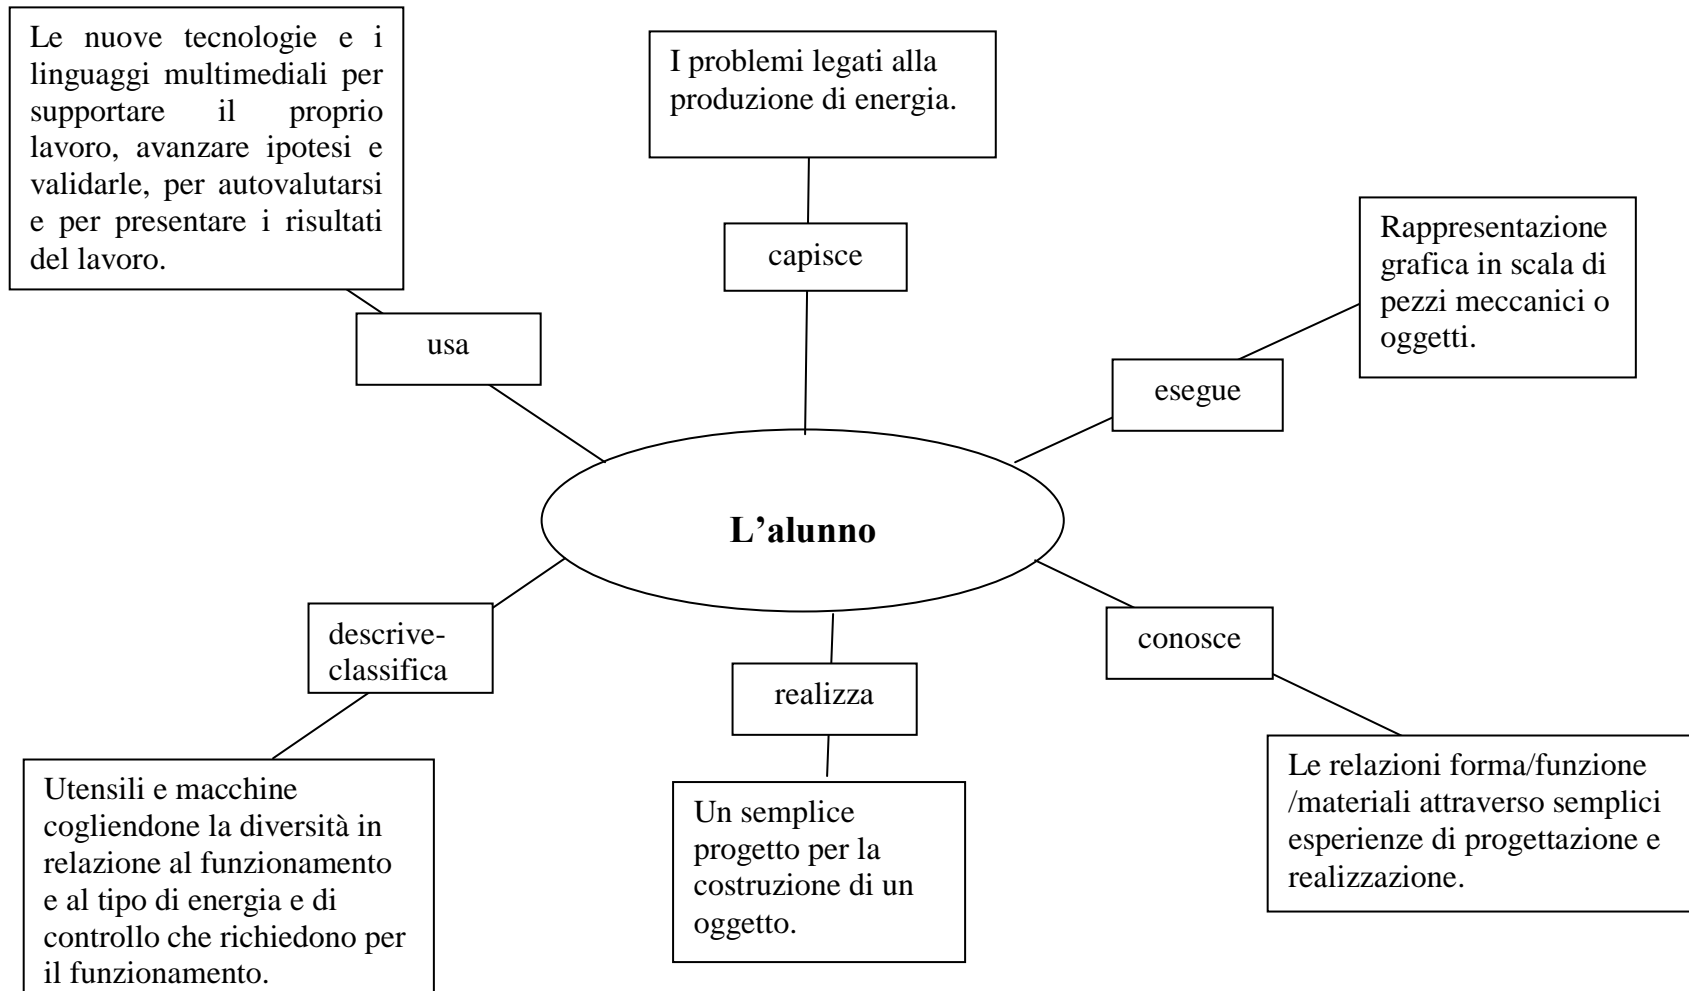 Le nuove tecnologie e i
linguaggi multimediali per
supportare il proprio
lavoro, avanzare ipotesi e
validarle, per autovalutarsi
e per presentare i risultati
del lavoro.
usa
I problemi legati alla
produzione di energia.
capisce
Rappresentazione
grafica in scala di
pezzi meccanici o
oggetti.
esegue
L’alunno
descrive-
classifica
Utensili e macchine
cogliendone la diversità in
relazione al funzionamento
e al tipo di energia e di
controllo che richiedono per
il funzionamento.
realizza
Un semplice
progetto per la
costruzione di un
oggetto.
conosce
Le relazioni forma/funzione
/materiali attraverso semplici
esperienze di progettazione e
realizzazione.